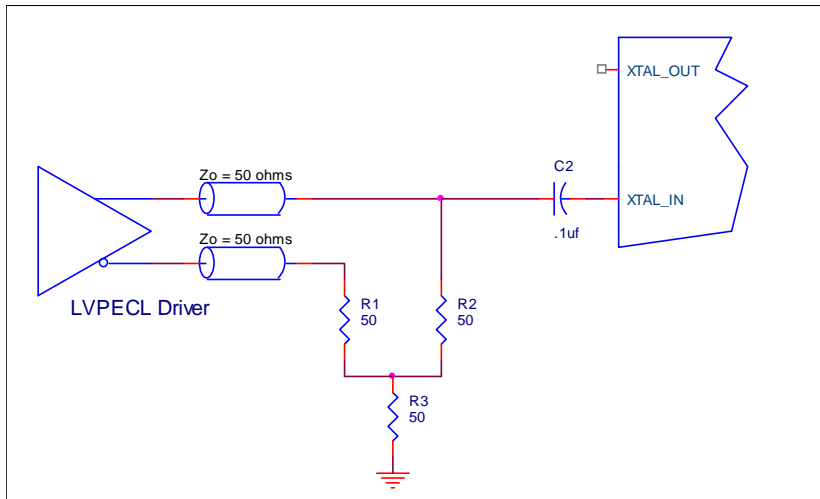 XTAL_OUT
C2
Zo = 50 ohms
XTAL_IN
.1uf
Zo = 50 ohms
LVPECL Driver
R1
50
R2
50
R3
50